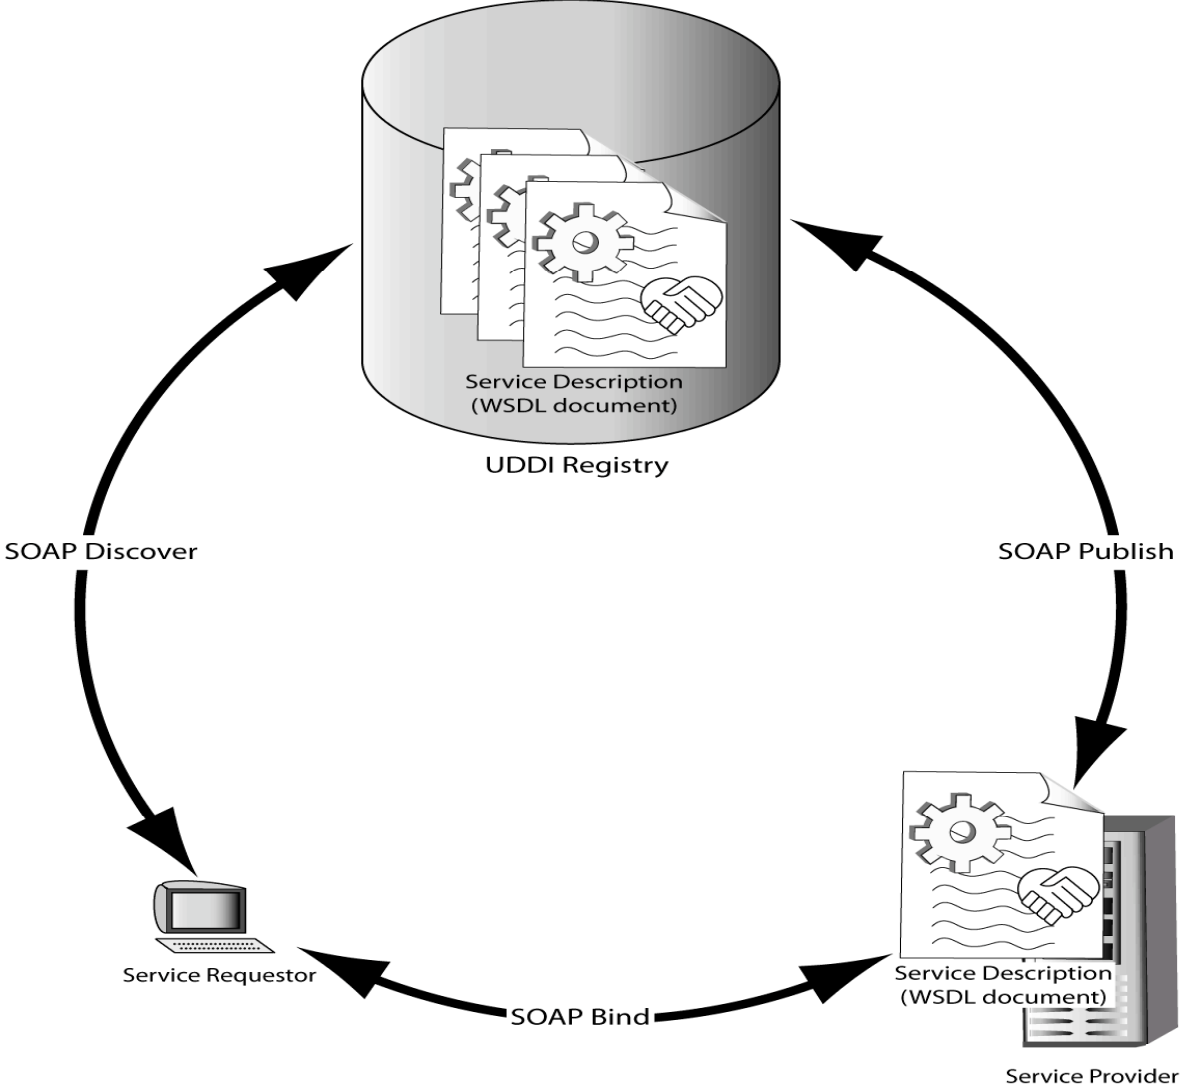 Service Description
(WSDL document)
UDDI Registry
SOAP Discover
SOAP Publish
Service Requestor
SOAP Bind
Service Description
(WSDL document)
Service Provider